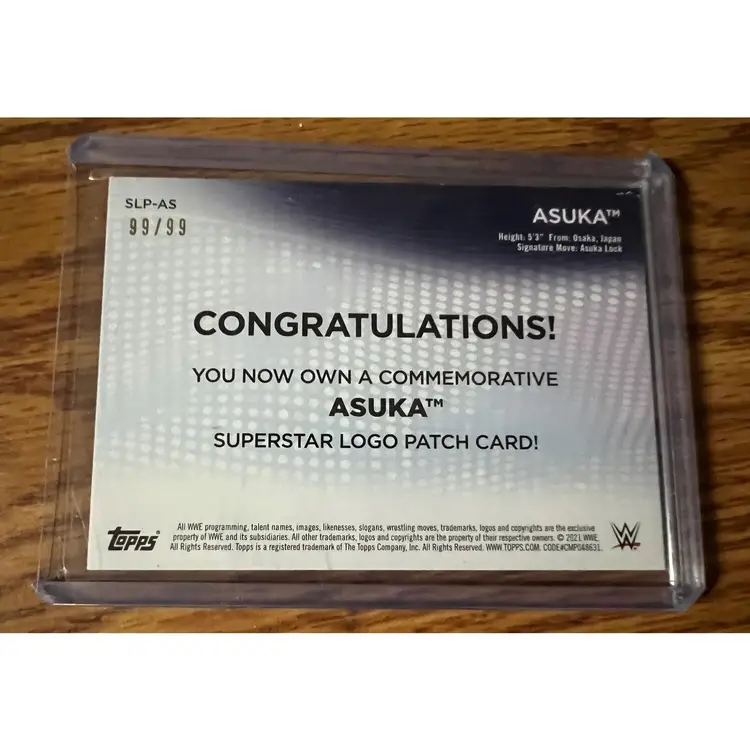 SLP-AS
99/99
ASUKA™
Height: 5'3" From: Osaka, Japan
Signature Move: Asuka Lock
CONGRATULATIONS!
YOU NOW OWN A COMMEMORATIVE
ASUKA™
SUPERSTAR LOGO PATCH CARD!
Topps®
All WWE programming, talent names, images, likenesses, slogans, wrestling moves, trademarks, logos and copyrights are the exclusive
property of WWE and its subsidiaries. All other trademarks, logos and copyrights are the property of their respective owners. © 2021 WWE.
All Rights Reserved. Topps is a registered trademark of The Topps Company, Inc. All Rights Reserved. WWW.TOPPS.COM. CODE#CMP048631.
W